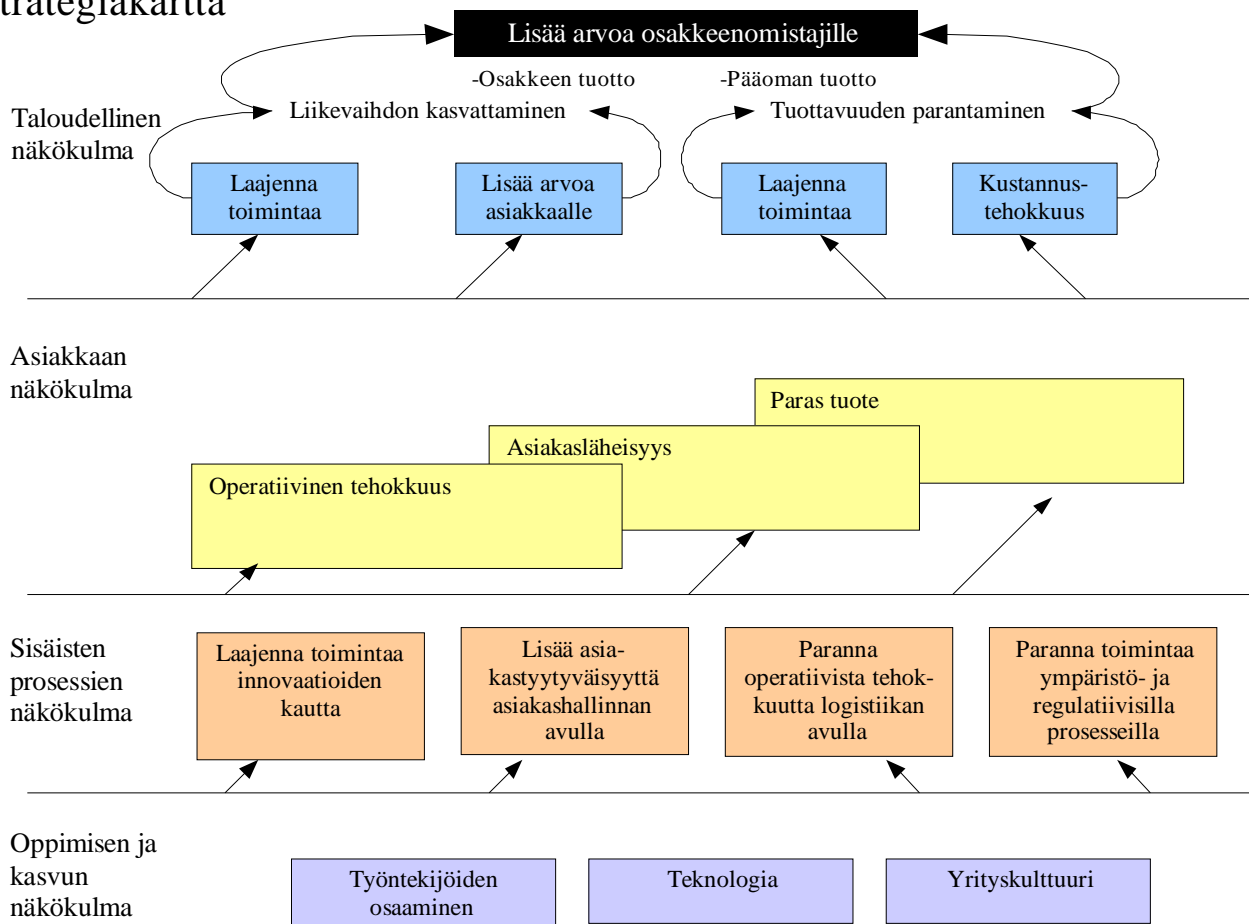 trategiakartta
Lisää arvoa osakkeenomistajille
-Osakkeen tuotto
-Pääoman tuotto
Taloudellinen
näkökulma
Liikevaihdon kasvattaminen
Tuottavuuden parantaminen
Laajenna
toimintaa
Lisää arvoa
asiakkaalle
Laajenna
toimintaa
Kustannus-
tehokkuus
Asiakkaan
näkökulma
Paras tuote
Asiakasläheisyys
Operatiivinen tehokkuus
Sisäisten
prosessien
näkökulma
Laajenna toimintaa
innovaatioiden
kautta
Lisää asia-
kastyytyväisyyttä
asiakashallinnan
avulla
Paranna
operatiivista tehok-
kuutta logistiikan
avulla
Paranna toimintaa
ympäristö- ja
regulatiivisilla
prosesseilla
Oppimisen ja
kasvun
näkökulma
Työntekijöiden
osaaminen
Teknologia
Yrityskulttuuri